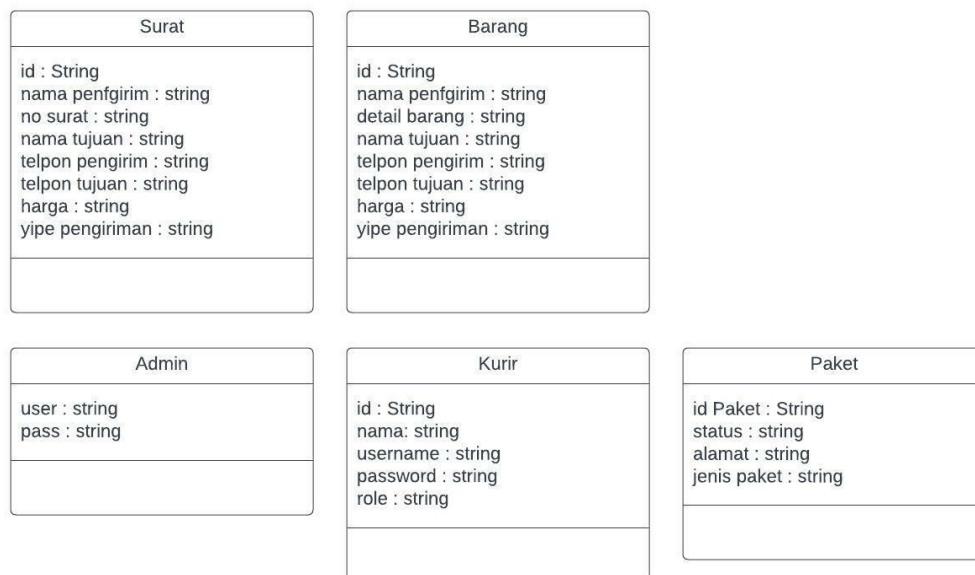 Surat
id : String
nama penfgirim : string
no surat : string
nama tujuan : string
telpon pengirim : string
telpon tujuan : string
harga : string
yipe pengiriman : string
Barang
id : String
nama penfgirim : string
detail barang : string
nama tujuan : string
telpon pengirim : string
telpon tujuan : string
harga : string
yipe pengiriman : string
Admin
user : string
pass : string
Kurir
id : String
nama: string
username : string
password : string
role : string
Paket
id Paket : String
status : string
alamat : string
jenis paket : string